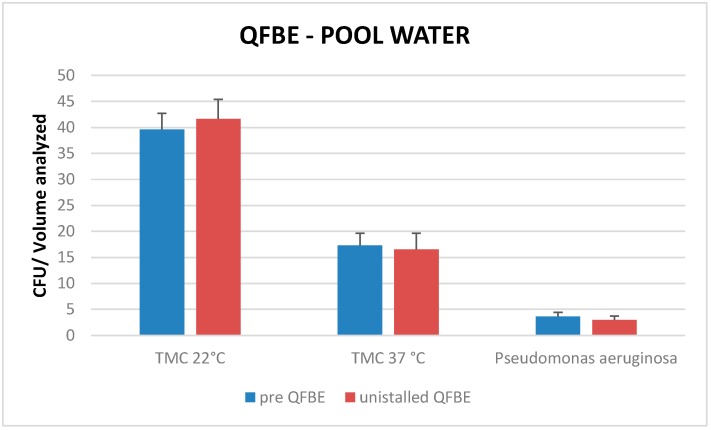 QFBE - POOL WATER
CFU/ Volume analyzed
50
45
40
35
30
25
20
15
10
5
0
TMC 22°C
TMC 37 °C
Pseudomonas aeruginosa
pre QFBE
unistalled QFBE